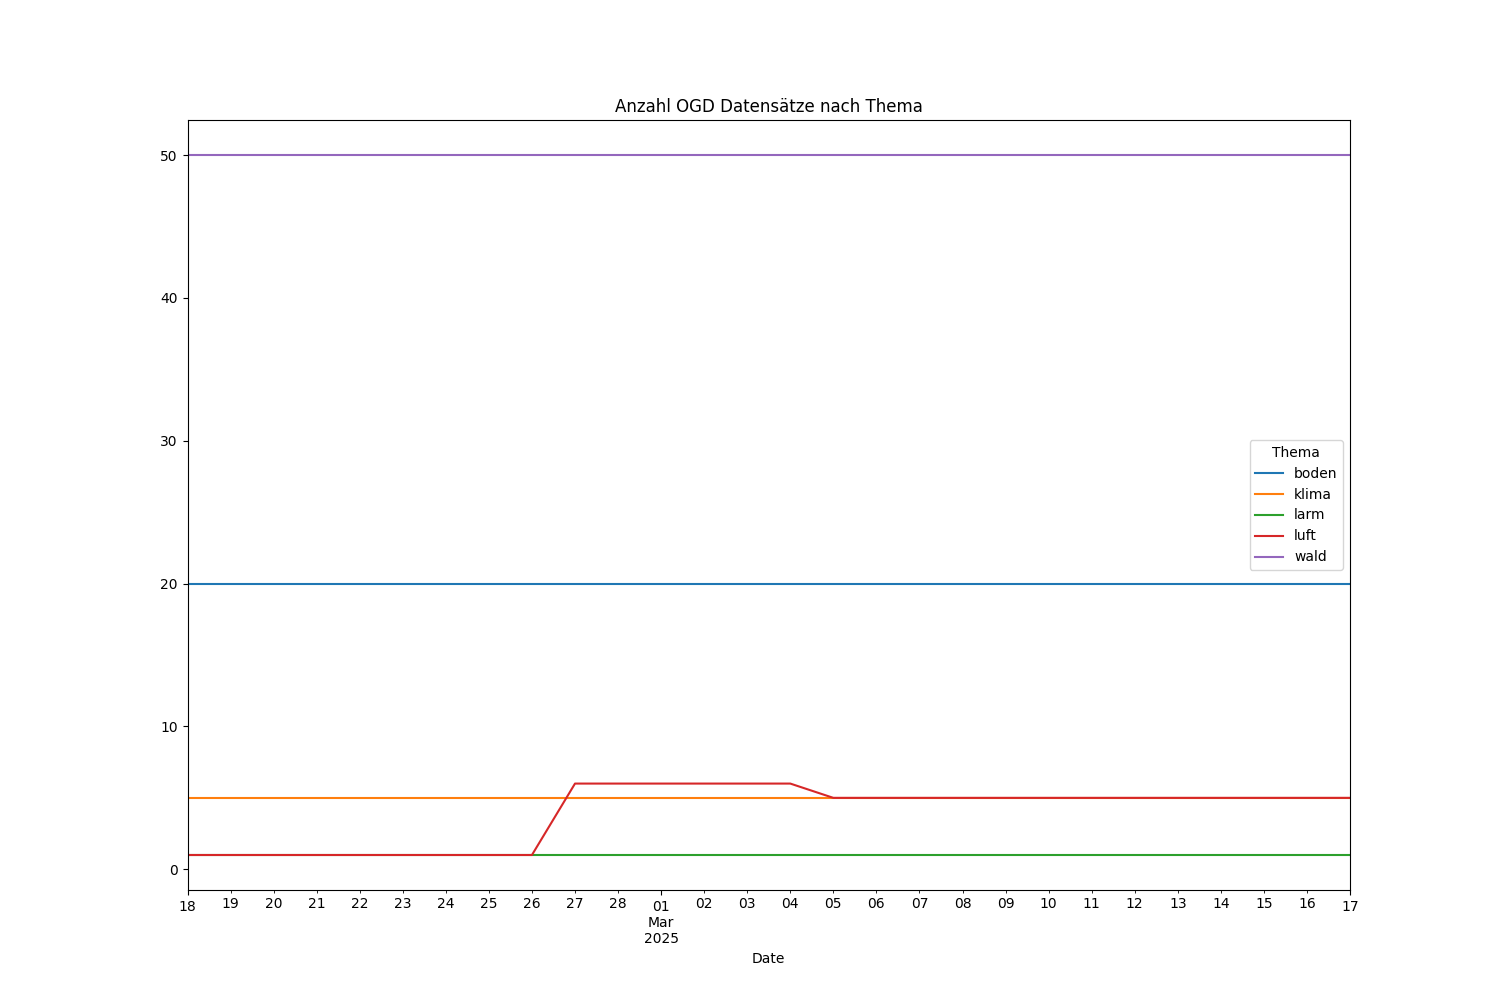 Anzahl OGD Datensätze nach Thema
50
40
30
20
10
0
Thema
boden
klima
larm
luft
wald
18 19 20 21 22 23 24 25 26 27 28 01 02 03 04 05 06 07 08 09 10 11 12 13 14 15 16 17
Mar
2025
Date